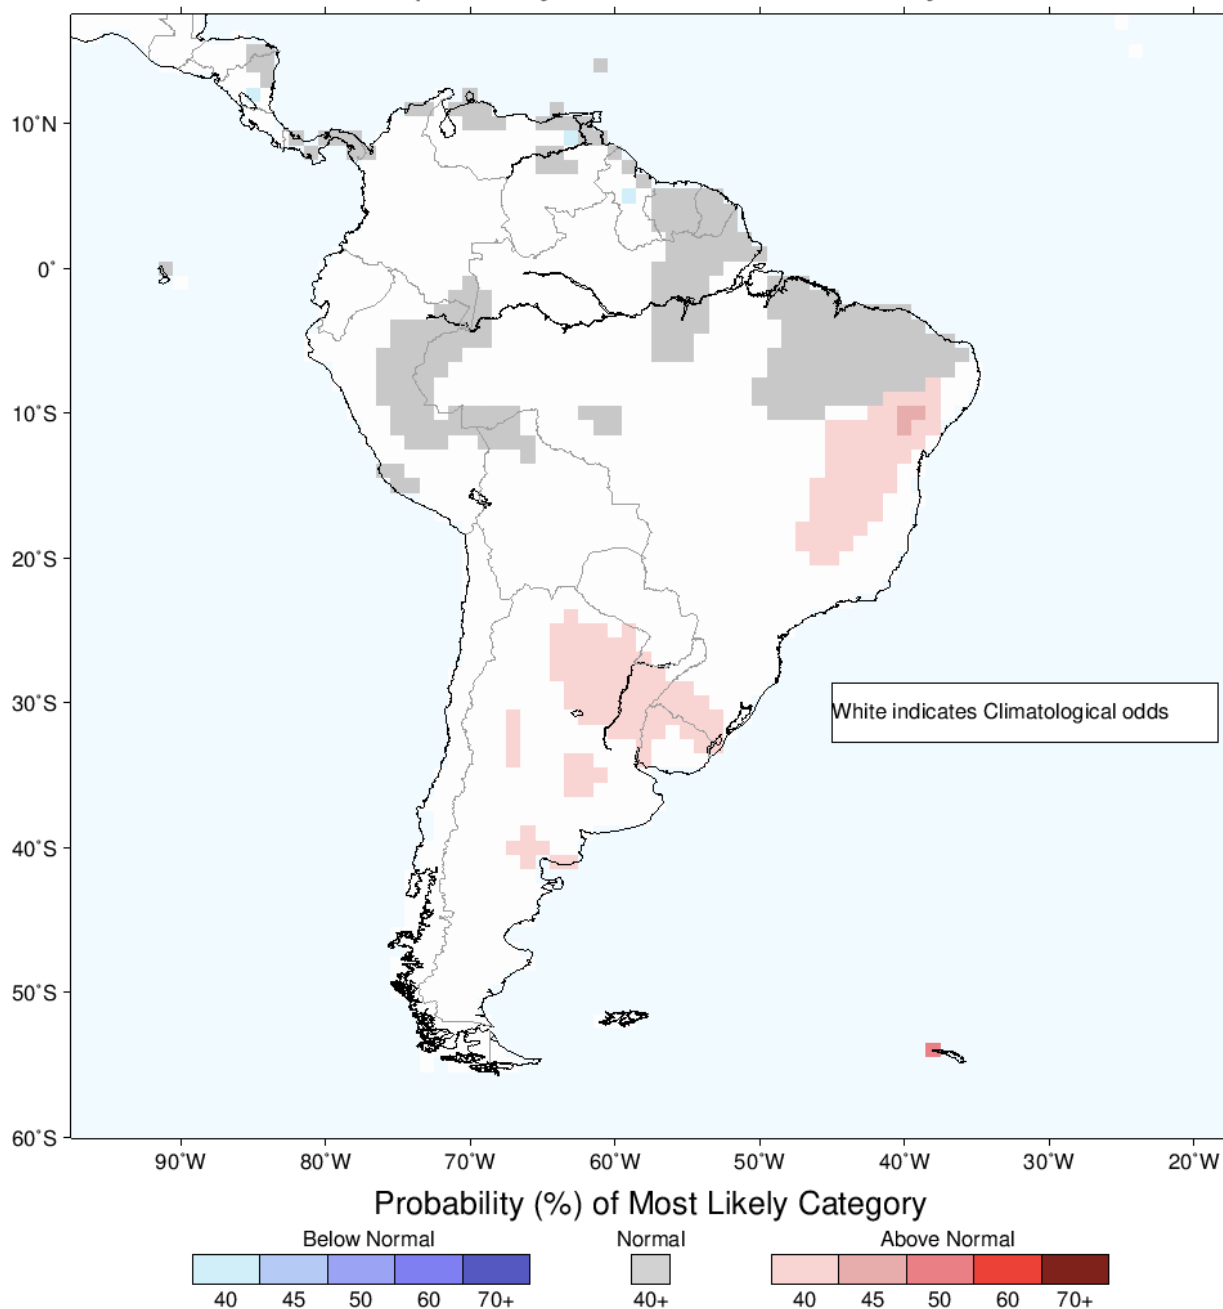 10˚N
0˚
10˚S
20˚S
30˚S
White indicates Climatological odds
40˚S
50˚S
60˚S
90˚W 80˚W 70˚W 60˚W 50˚W 40˚W 30˚W 20˚W
Probability (%) of Most Likely Category
Below Normal Normal Above Normal
40 45 50 60 70+ 40+ 40 45 50 60 70+